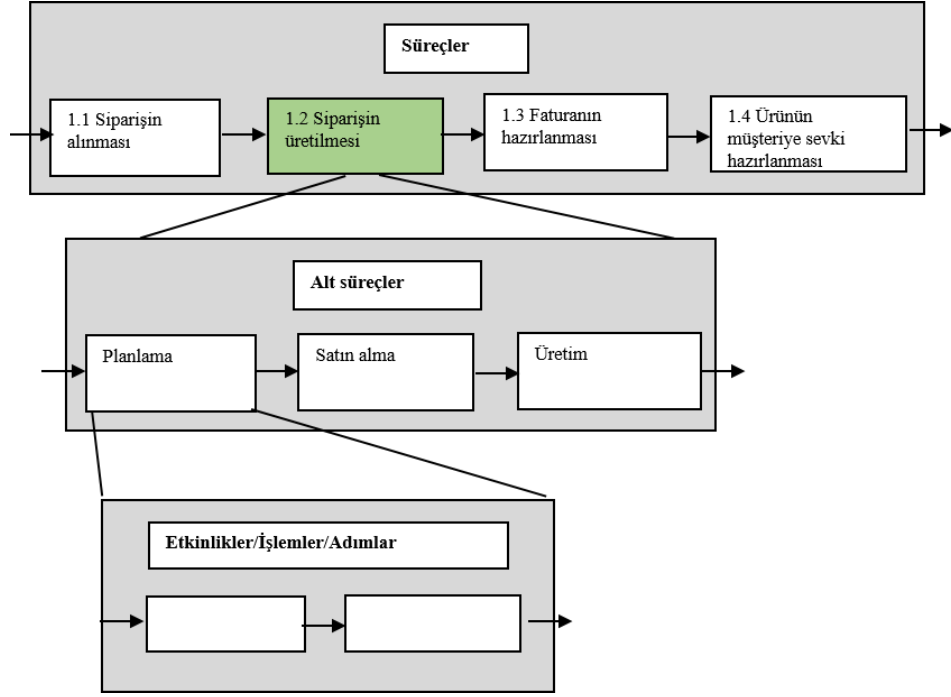 Süreçler
1.1 Siparişin
alınması
1.2 Siparişin
üretilmesi
1.3 Faturanın
hazırlanması
1.4 Ürünün
müşteriye sevki
hazırlanması)
Alt süreçler
Planlama
Satın alma
Üretim
Etkinlikler/İşlemler/Adımlar